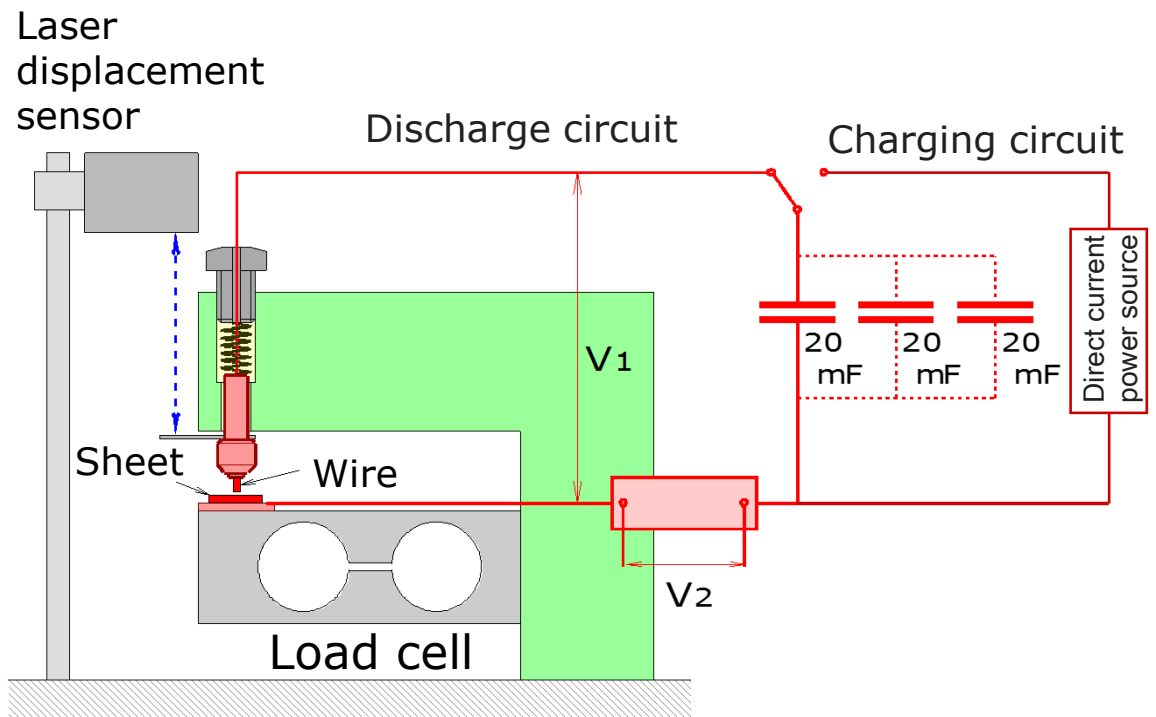 Laser
displacement
sensor
Discharge circuit
Charging circuit
Direct current
power source
20
mF
20
mF
20
mF
V1
Sheet
Wire
V2
Load cell